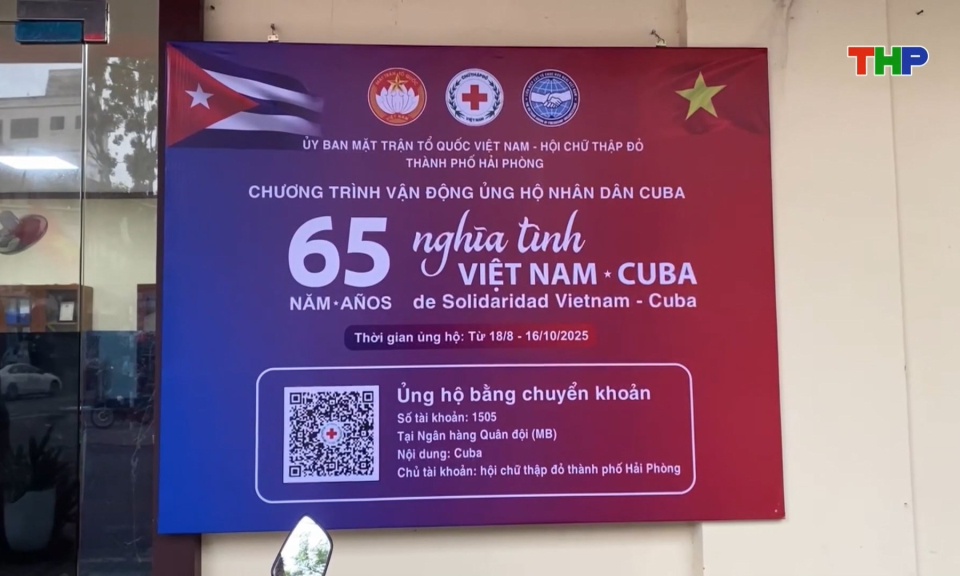 THP
ỦY BAN MẶT TRẬN TỔ QUỐC VIỆT NAM - HỘI CHỮ THẬP ĐỎ
THÀNH PHỐ HẢI PHÒNG
CHƯƠNG TRÌNH VẬN ĐỘNG ỦNG HỘ NHÂN DÂN CUBA
65 nghĩa tình
VIỆT NAM ★ CUBA
NĂM • AÑOS de Solidaridad Vietnam - Cuba
Thời gian ủng hộ: Từ 18/8 - 16/10/2025
Ủng hộ bằng chuyển khoản
Số tài khoản: 1505
Tại Ngân hàng Quân đội (MB)
Nội dung: Cuba
Chủ tài khoản: hội chữ thập đỏ thành phố Hải Phòng